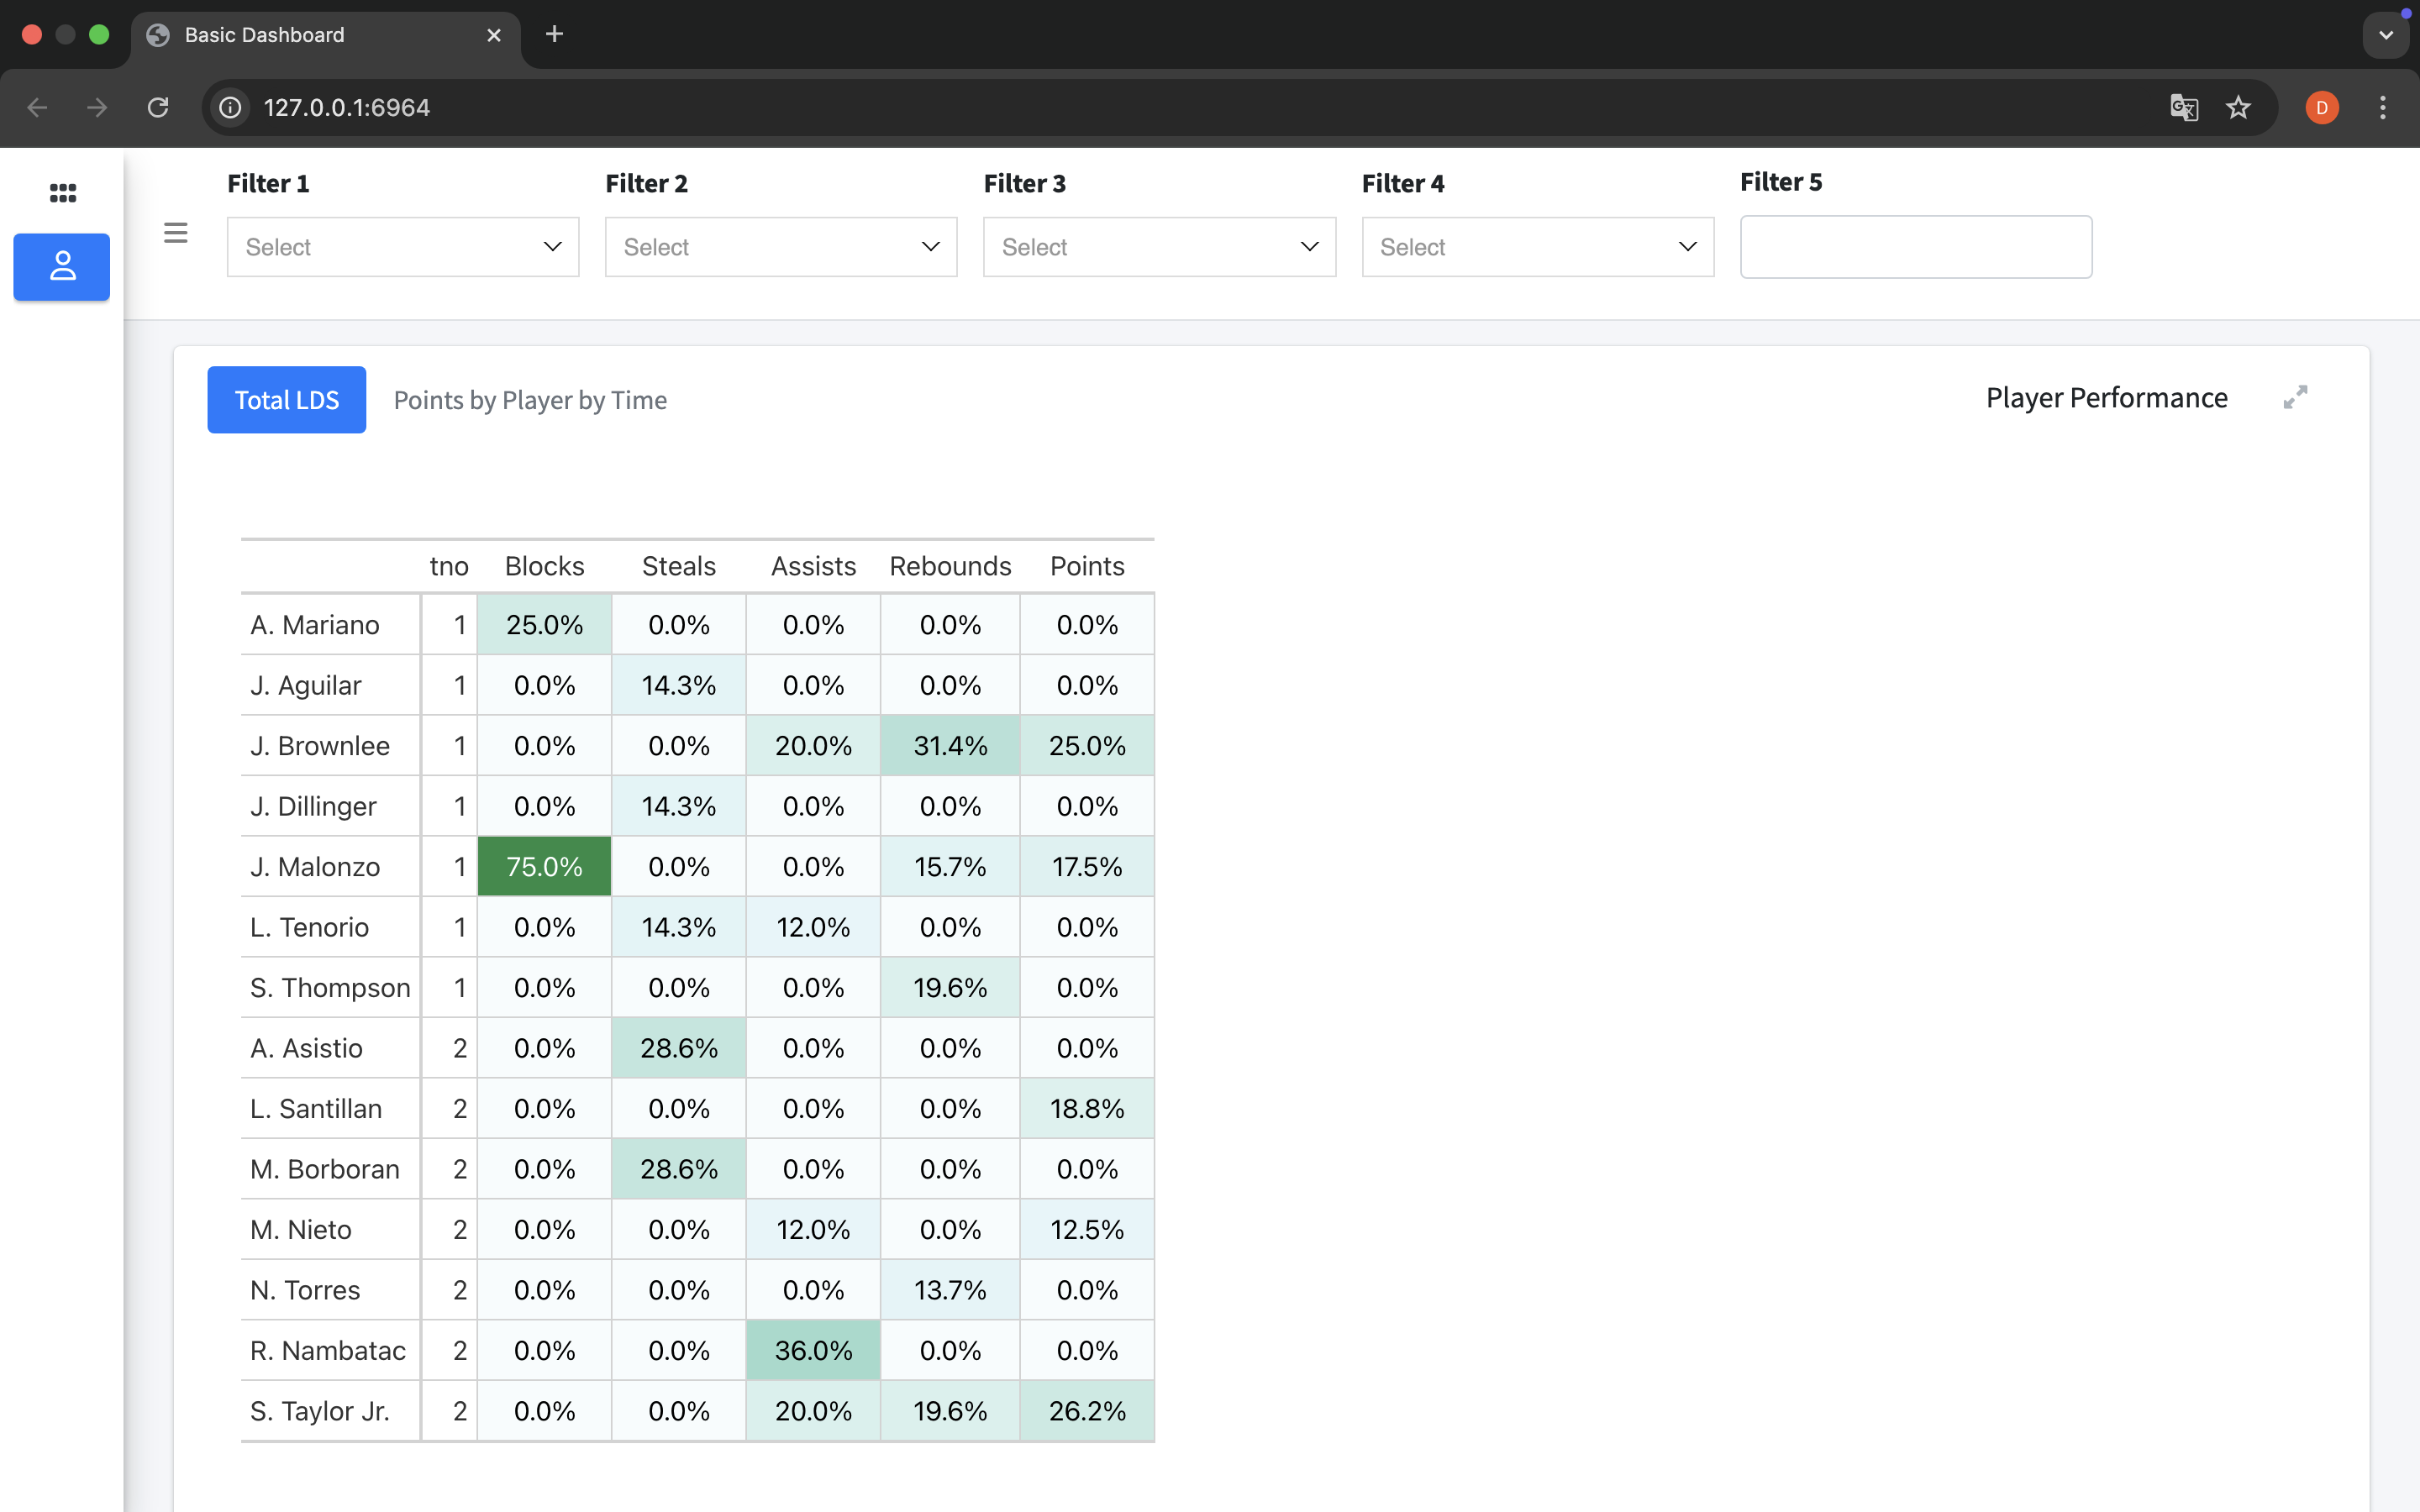 Basic Dashboard
127.0.0.1:6964
D
Filter 1 Filter 2 Filter 3 Filter 4 Filter 5
Select Select Select Select
Total LDS Points by Player by Time Player Performance
tno Blocks Steals Assists Rebounds Points
A. Mariano 1 25.0% 0.0% 0.0% 0.0% 0.0%
J. Aguilar 1 0.0% 14.3% 0.0% 0.0% 0.0%
J. Brownlee 1 0.0% 0.0% 20.0% 31.4% 25.0%
J. Dillinger 1 0.0% 14.3% 0.0% 0.0% 0.0%
J. Malonzo 1 75.0% 0.0% 0.0% 15.7% 17.5%
L. Tenorio 1 0.0% 14.3% 12.0% 0.0% 0.0%
S. Thompson 1 0.0% 0.0% 0.0% 19.6% 0.0%
A. Asistio 2 0.0% 28.6% 0.0% 0.0% 0.0%
L. Santillan 2 0.0% 0.0% 0.0% 0.0% 18.8%
M. Borboran 2 0.0% 28.6% 0.0% 0.0% 0.0%
M. Nieto 2 0.0% 0.0% 12.0% 0.0% 12.5%
N. Torres 2 0.0% 0.0% 0.0% 13.7% 0.0%
R. Nambatac 2 0.0% 0.0% 36.0% 0.0% 0.0%
S. Taylor Jr. 2 0.0% 0.0% 20.0% 19.6% 26.2%